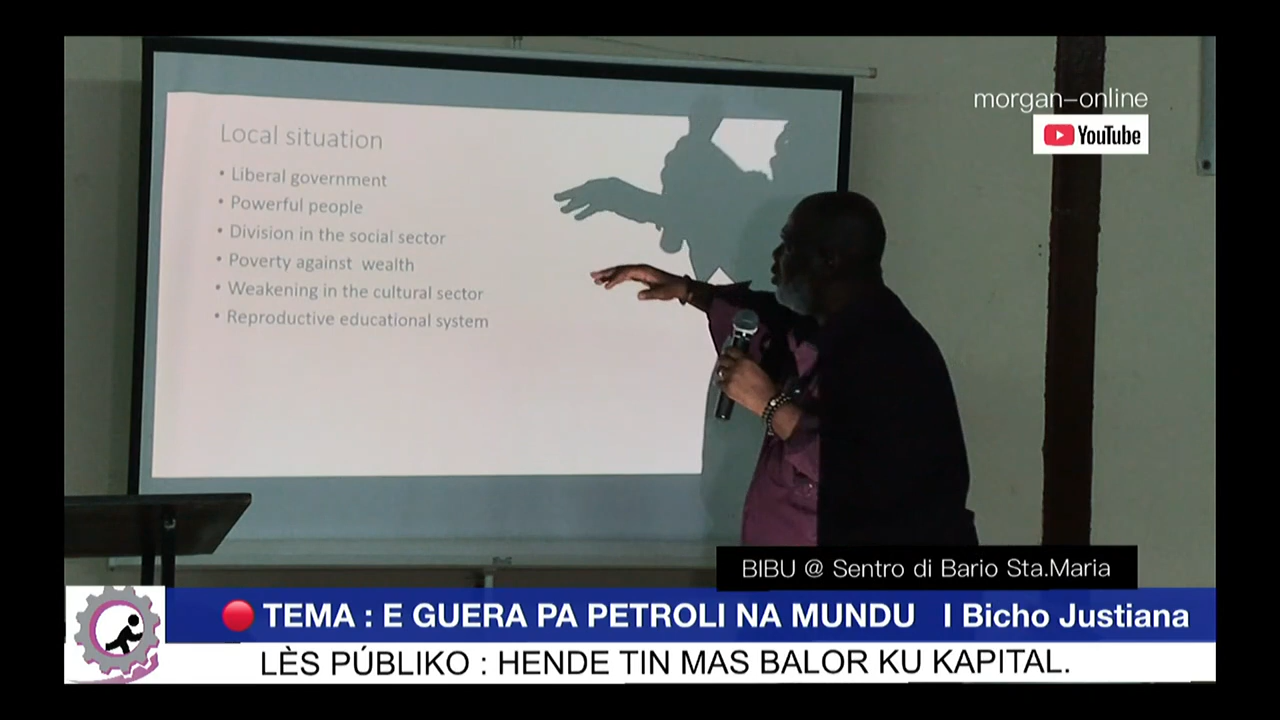 morgan-online
YouTube
Local situation
• Liberal government
• Powerful people
• Division in the social sector
• Poverty against wealth
• Weakening in the cultural sector
• Reproductive educational system
BIBU @ Sentro di Bario Sta.Maria
TEMA : E GUERA PA PETROLI NA MUNDU I Bicho Justiana
LÈS PÚBLIKO : HENDE TIN MAS BALOR KU KAPITAL.